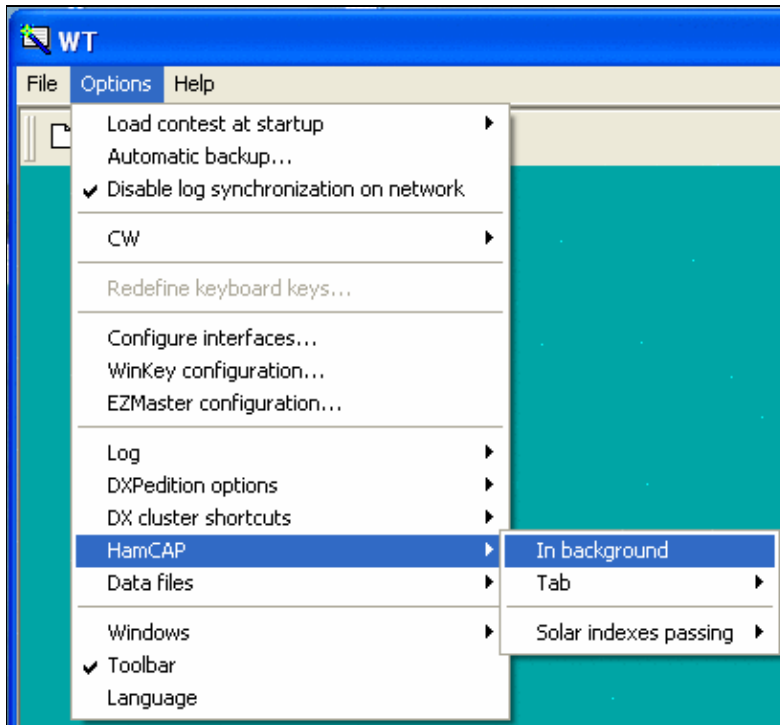 WT
File Options Help
Load contest at startup
Automatic backup...
Disable log synchronization on network
CW
Redefine keyboard keys...
Configure interfaces...
WinKey configuration...
EZMaster configuration...
Log
DXPedition options
DX cluster shortcuts
HamCAP
In background
Data files
Tab
Windows
Solar indexes passing
Toolbar
Language